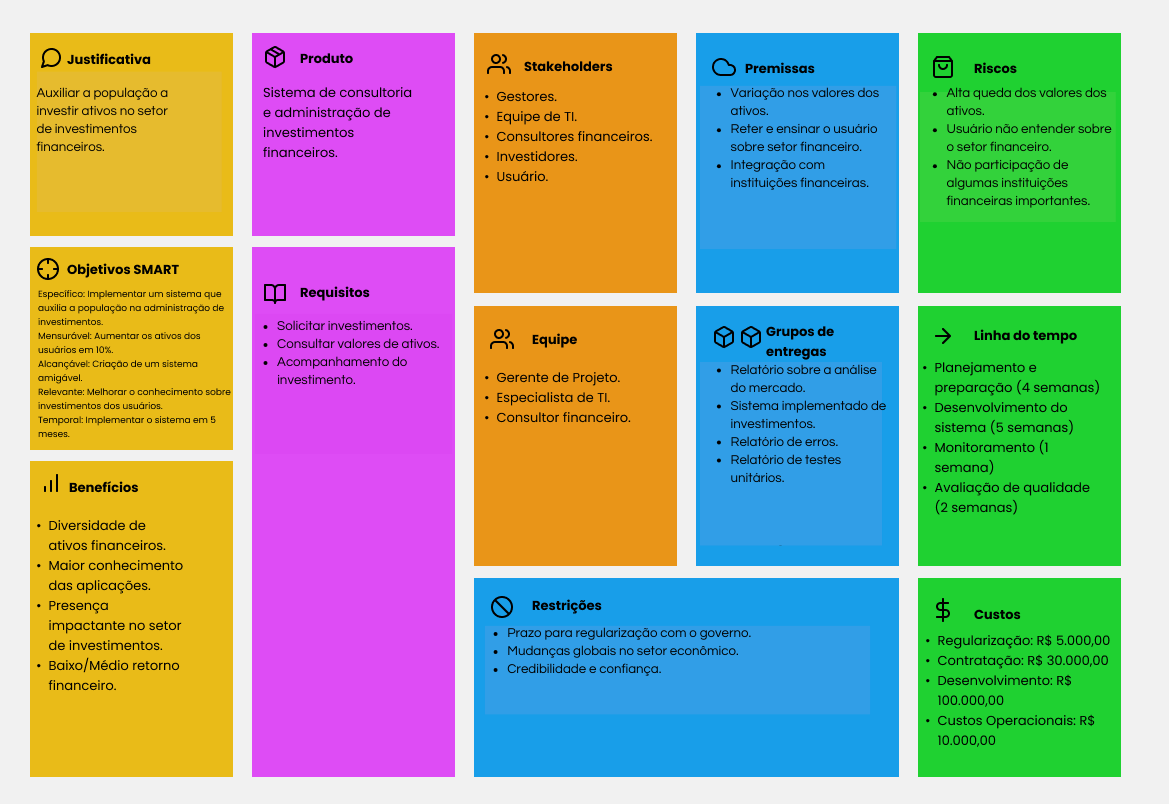 Justificativa
Auxiliar a população a
investir ativos no setor
de investimentos
financeiros.
Objetivos SMART
Específico: Implementar um sistema que
auxilia a população na administração de
investimentos.
Mensurável: Aumentar os ativos dos
usuários em 10%.
Alcançável: Criação de um sistema
amigável.
Relevante: Melhorar o conhecimento sobre
investimentos dos usuários.
Temporal: Implementar o sistema em 5
meses.
Benefícios
• Diversidade de
ativos financeiros.
• Maior conhecimento
das aplicações.
• Presença
impactante no setor
de investimentos.
• Baixo/Médio retorno
financeiro.
Produto
Sistema de consultoria
e administração de
investimentos
financeiros.
Requisitos
• Solicitar investimentos.
• Consultar valores de ativos.
• Acompanhamento do
investimento.
Stakeholders
• Gestores.
• Equipe de TI.
• Consultores financeiros.
• Investidores.
• Usuário.
Equipe
• Gerente de Projeto.
• Especialista de TI.
• Consultor financeiro.
Premissas
• Variação nos valores dos
ativos.
• Reter e ensinar o usuário
sobre setor financeiro.
• Integração com
instituições financeiras.
Grupos de
entregas
• Relatório sobre a análise
do mercado.
• Sistema implementado de
investimentos.
• Relatório de erros.
• Relatório de testes
unitários.
Restrições
• Prazo para regularização com o governo.
• Mudanças globais no setor econômico.
• Credibilidade e confiança.
Riscos
• Alta queda dos valores dos
ativos.
• Usuário não entender sobre
o setor financeiro.
• Não participação de
algumas instituições
financeiras importantes.
Linha do tempo
• Planejamento e
preparação (4 semanas)
• Desenvolvimento do
sistema (5 semanas)
• Monitoramento (1
semana)
• Avaliação de qualidade
(2 semanas)
Custos
• Regularização: R$ 5.000,00
• Contratação: R$ 30.000,00
• Desenvolvimento: R$
100.000,00
• Custos Operacionais: R$
10.000,00